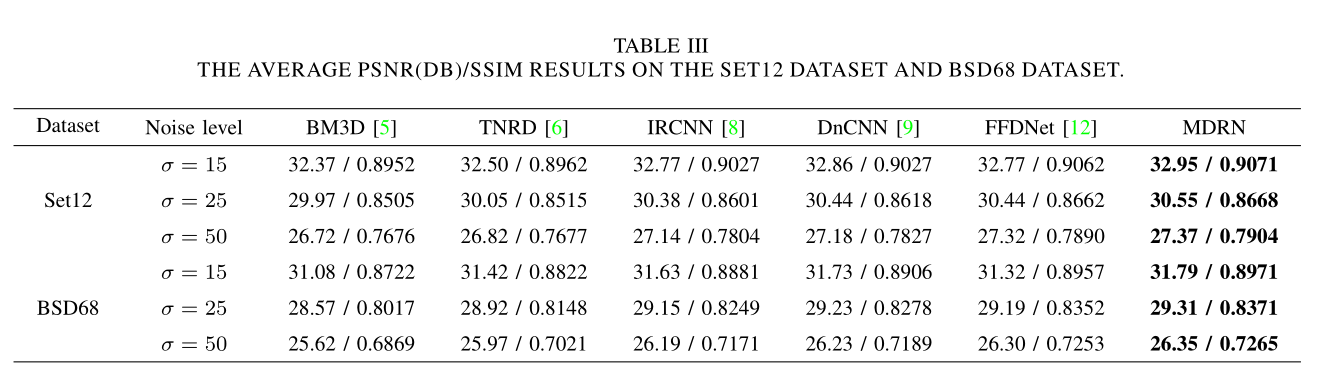 TABLE III
THE AVERAGE PSNR(DB)/SSIM RESULTS ON THE SET12 DATASET AND BSD68 DATASET.
Dataset Noise level BM3D [5] TNRD [6] IRCNN [8] DnCNN [9] FFDNet [12] MDRN
σ = 15 32.37 / 0.8952 32.50 / 0.8962 32.77 / 0.9027 32.86 / 0.9027 32.77 / 0.9062 32.95 / 0.9071
Set12 σ = 25 29.97 / 0.8505 30.05 / 0.8515 30.38 / 0.8601 30.44 / 0.8618 30.44 / 0.8662 30.55 / 0.8668
σ = 50 26.72 / 0.7676 26.82 / 0.7677 27.14 / 0.7804 27.18 / 0.7827 27.32 / 0.7890 27.37 / 0.7904
σ = 15 31.08 / 0.8722 31.42 / 0.8822 31.63 / 0.8881 31.73 / 0.8906 31.32 / 0.8957 31.79 / 0.8971
BSD68 σ = 25 28.57 / 0.8017 28.92 / 0.8148 29.15 / 0.8249 29.23 / 0.8278 29.19 / 0.8352 29.31 / 0.8371
σ = 50 25.62 / 0.6869 25.97 / 0.7021 26.19 / 0.7171 26.23 / 0.7189 26.30 / 0.7253 26.35 / 0.7265